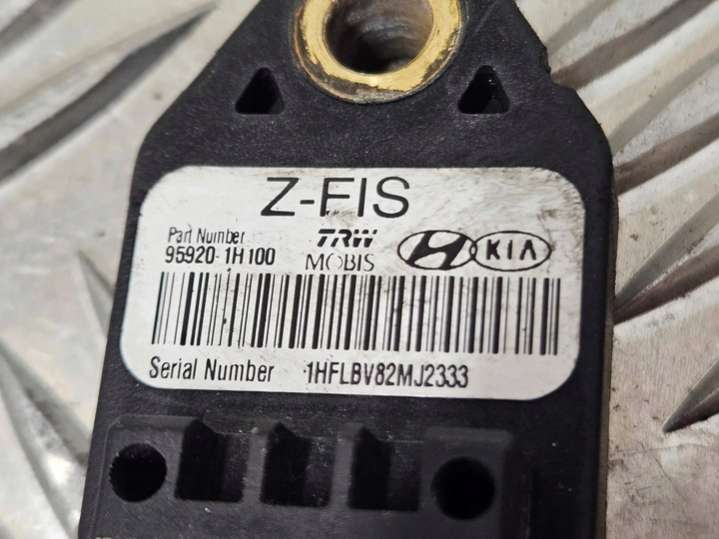 Z-FIS
Part Number
95920-1H100
TRW
MOBIS
KIA
Serial Number 1HFLBV82MJ2333